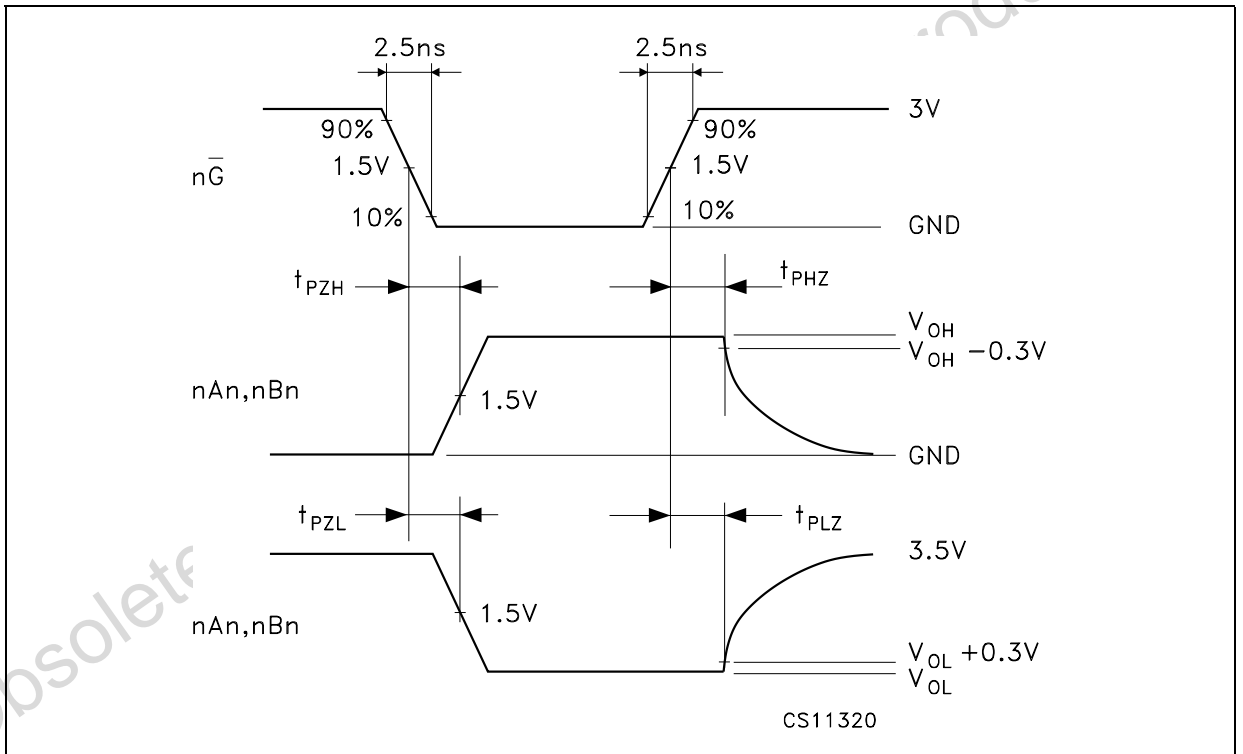 2.5ns 2.5ns
3V
90% 90%
nG̅ 1.5V 1.5V
10% 10%
GND
tPZH tPHZ
VOH
VOH −0.3V
nAn,nBn 1.5V
GND
tPZL tPLZ
3.5V
nAn,nBn 1.5V
VOL +0.3V
VOL
CS11320